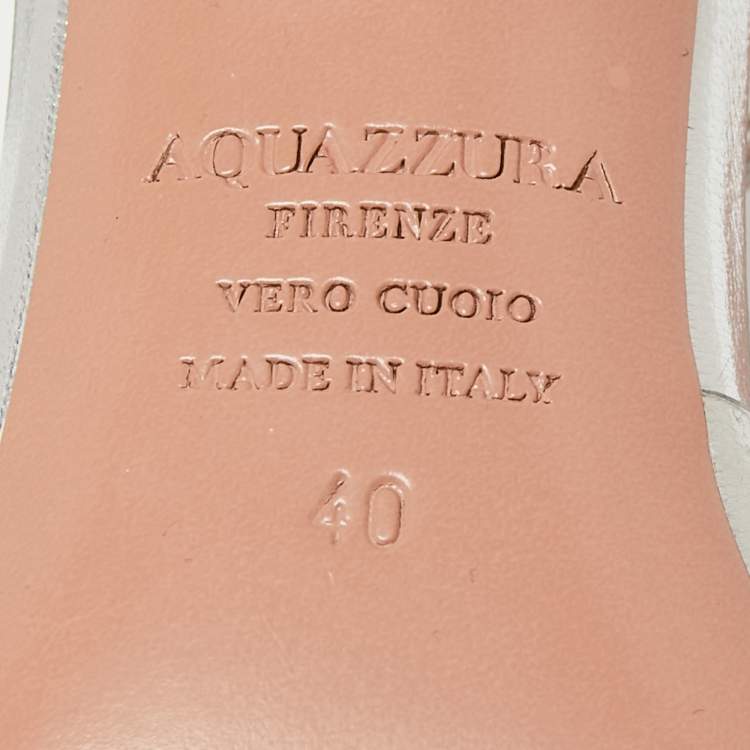 AQUAZZURA
FIRENZE
VERO CUOIO
MADE IN ITALY
40